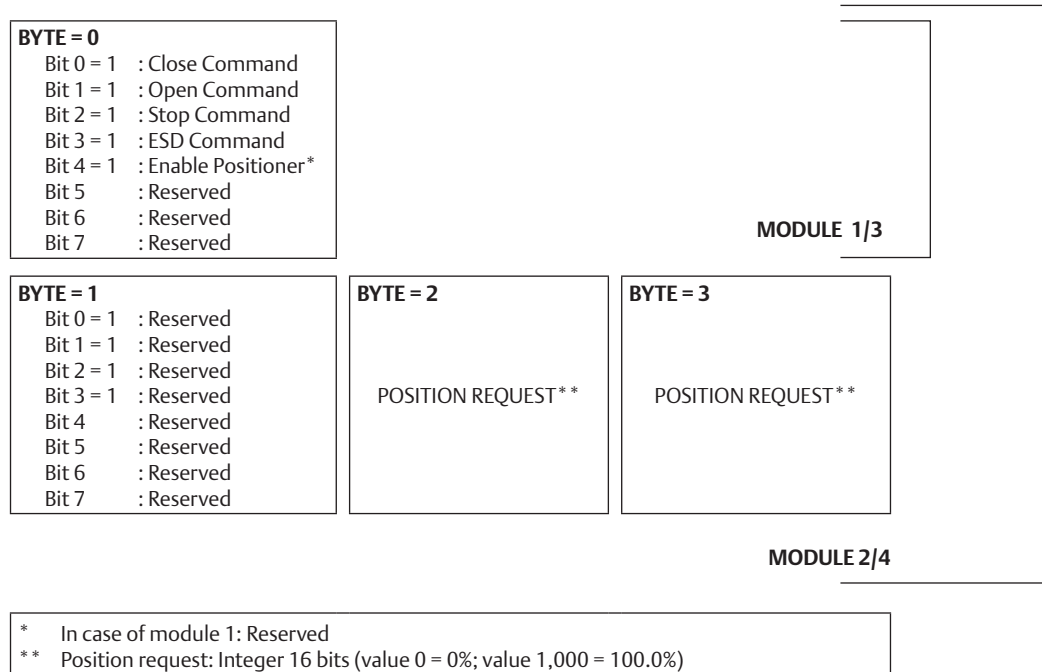 BYTE = 0
Bit 0 = 1 : Close Command
Bit 1 = 1 : Open Command
Bit 2 = 1 : Stop Command
Bit 3 = 1 : ESD Command
Bit 4 = 1 : Enable Positioner*
Bit 5 : Reserved
Bit 6 : Reserved
Bit 7 : Reserved
MODULE 1/3
BYTE = 1
Bit 0 = 1 : Reserved
Bit 1 = 1 : Reserved
Bit 2 = 1 : Reserved
Bit 3 = 1 : Reserved
Bit 4 : Reserved
Bit 5 : Reserved
Bit 6 : Reserved
Bit 7 : Reserved
BYTE = 2
POSITION REQUEST**
BYTE = 3
POSITION REQUEST**
MODULE 2/4
* In case of module 1: Reserved
** Position request: Integer 16 bits (value 0 = 0%; value 1,000 = 100.0%)